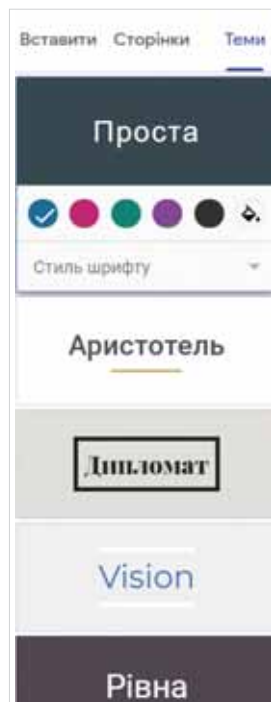 Вставити Сторінки Теми
Проста
Стиль шрифту
Аристотель
Дипломат
Vision
Рівна